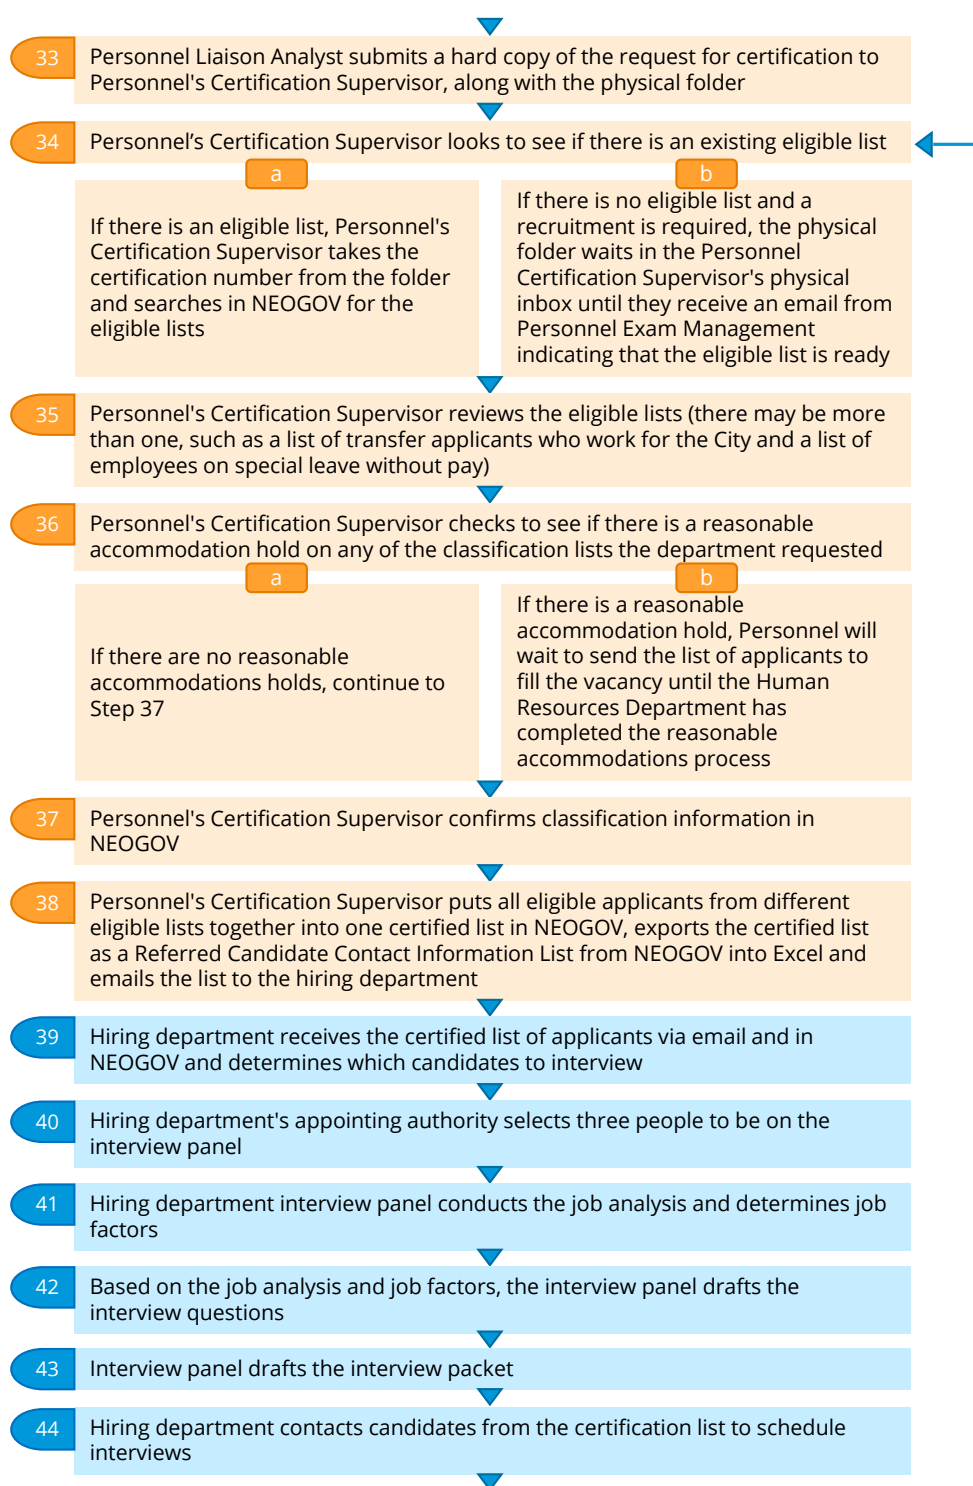 33
Personnel Liaison Analyst submits a hard copy of the request for certification to
Personnel's Certification Supervisor, along with the physical folder
34
Personnel’s Certification Supervisor looks to see if there is an existing eligible list
a
If there is an eligible list, Personnel's
Certification Supervisor takes the
certification number from the folder
and searches in NEOGOV for the
eligible lists
b
If there is no eligible list and a
recruitment is required, the physical
folder waits in the Personnel
Certification Supervisor's physical
inbox until they receive an email from
Personnel Exam Management
indicating that the eligible list is ready
35
Personnel's Certification Supervisor reviews the eligible lists (there may be more
than one, such as a list of transfer applicants who work for the City and a list of
employees on special leave without pay)
36
Personnel's Certification Supervisor checks to see if there is a reasonable
accommodation hold on any of the classification lists the department requested
a
If there are no reasonable
accommodations holds, continue to
Step 37
b
If there is a reasonable
accommodation hold, Personnel will
wait to send the list of applicants to
fill the vacancy until the Human
Resources Department has
completed the reasonable
accommodations process
37
Personnel's Certification Supervisor confirms classification information in
NEOGOV
38
Personnel's Certification Supervisor puts all eligible applicants from different
eligible lists together into one certified list in NEOGOV, exports the certified list
as a Referred Candidate Contact Information List from NEOGOV into Excel and
emails the list to the hiring department
39
Hiring department receives the certified list of applicants via email and in
NEOGOV and determines which candidates to interview
40
Hiring department's appointing authority selects three people to be on the
interview panel
41
Hiring department interview panel conducts the job analysis and determines job
factors
42
Based on the job analysis and job factors, the interview panel drafts the
interview questions
43
Interview panel drafts the interview packet
44
Hiring department contacts candidates from the certification list to schedule
interviews